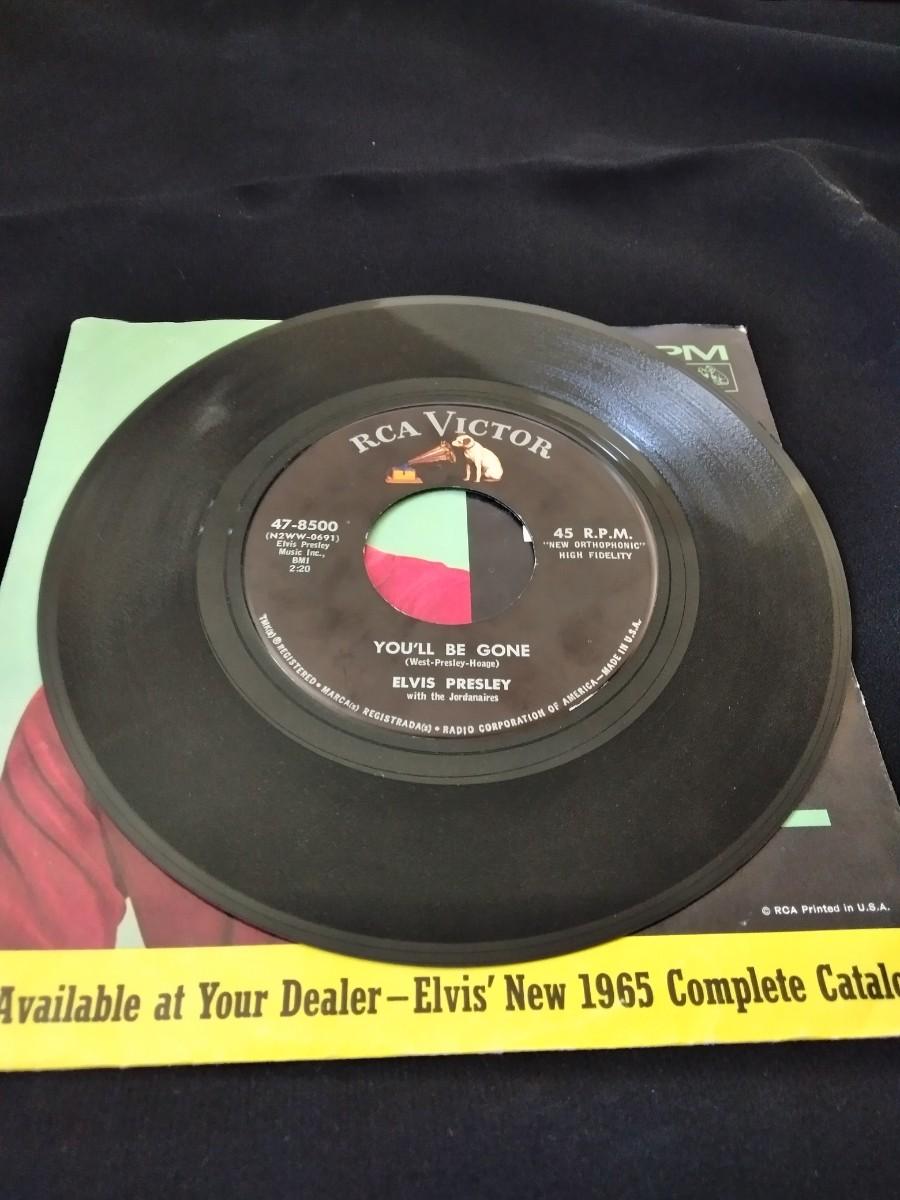 PM
RCA VICTOR
47-8500
(N2WW-0691)
Elvis Presley
Music Inc.,
BMI
2:20
45 R.P.M.
"NEW ORTHOPHONIC"
HIGH FIDELITY
YOU'LL BE GONE
(West-Presley-Hoage)
ELVIS PRESLEY
with the Jordanaires
TMK(s) ® REGISTERED • MARCA(s) REGISTRADA(s) • RADIO CORPORATION OF AMERICA—MADE IN U.S.A.
© RCA Printed in U.S.A.
Available at Your Dealer—Elvis' New 1965 Complete Catalo